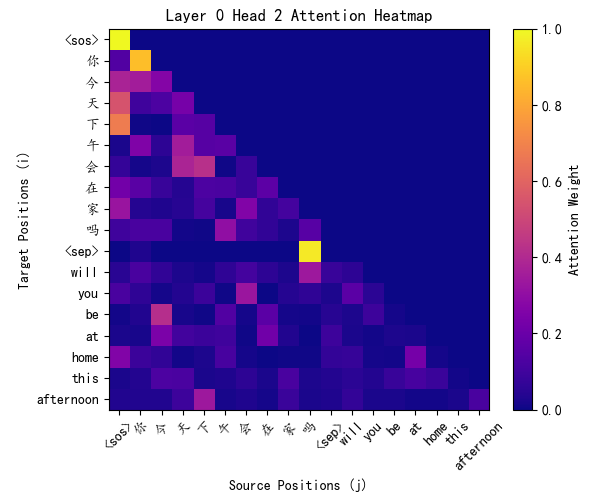 Layer 0 Head 2 Attention Heatmap
Target Positions (i)
<sos>
你
今
天
下
午
会
在
家
吗
<sep>
will
you
be
at
home
this
afternoon
<sos> 你 今 天 下 午 会 在 家 吗 <sep> will you be at home this afternoon
Source Positions (j)
1.0
0.8
0.6
0.4
0.2
0.0
Attention Weight